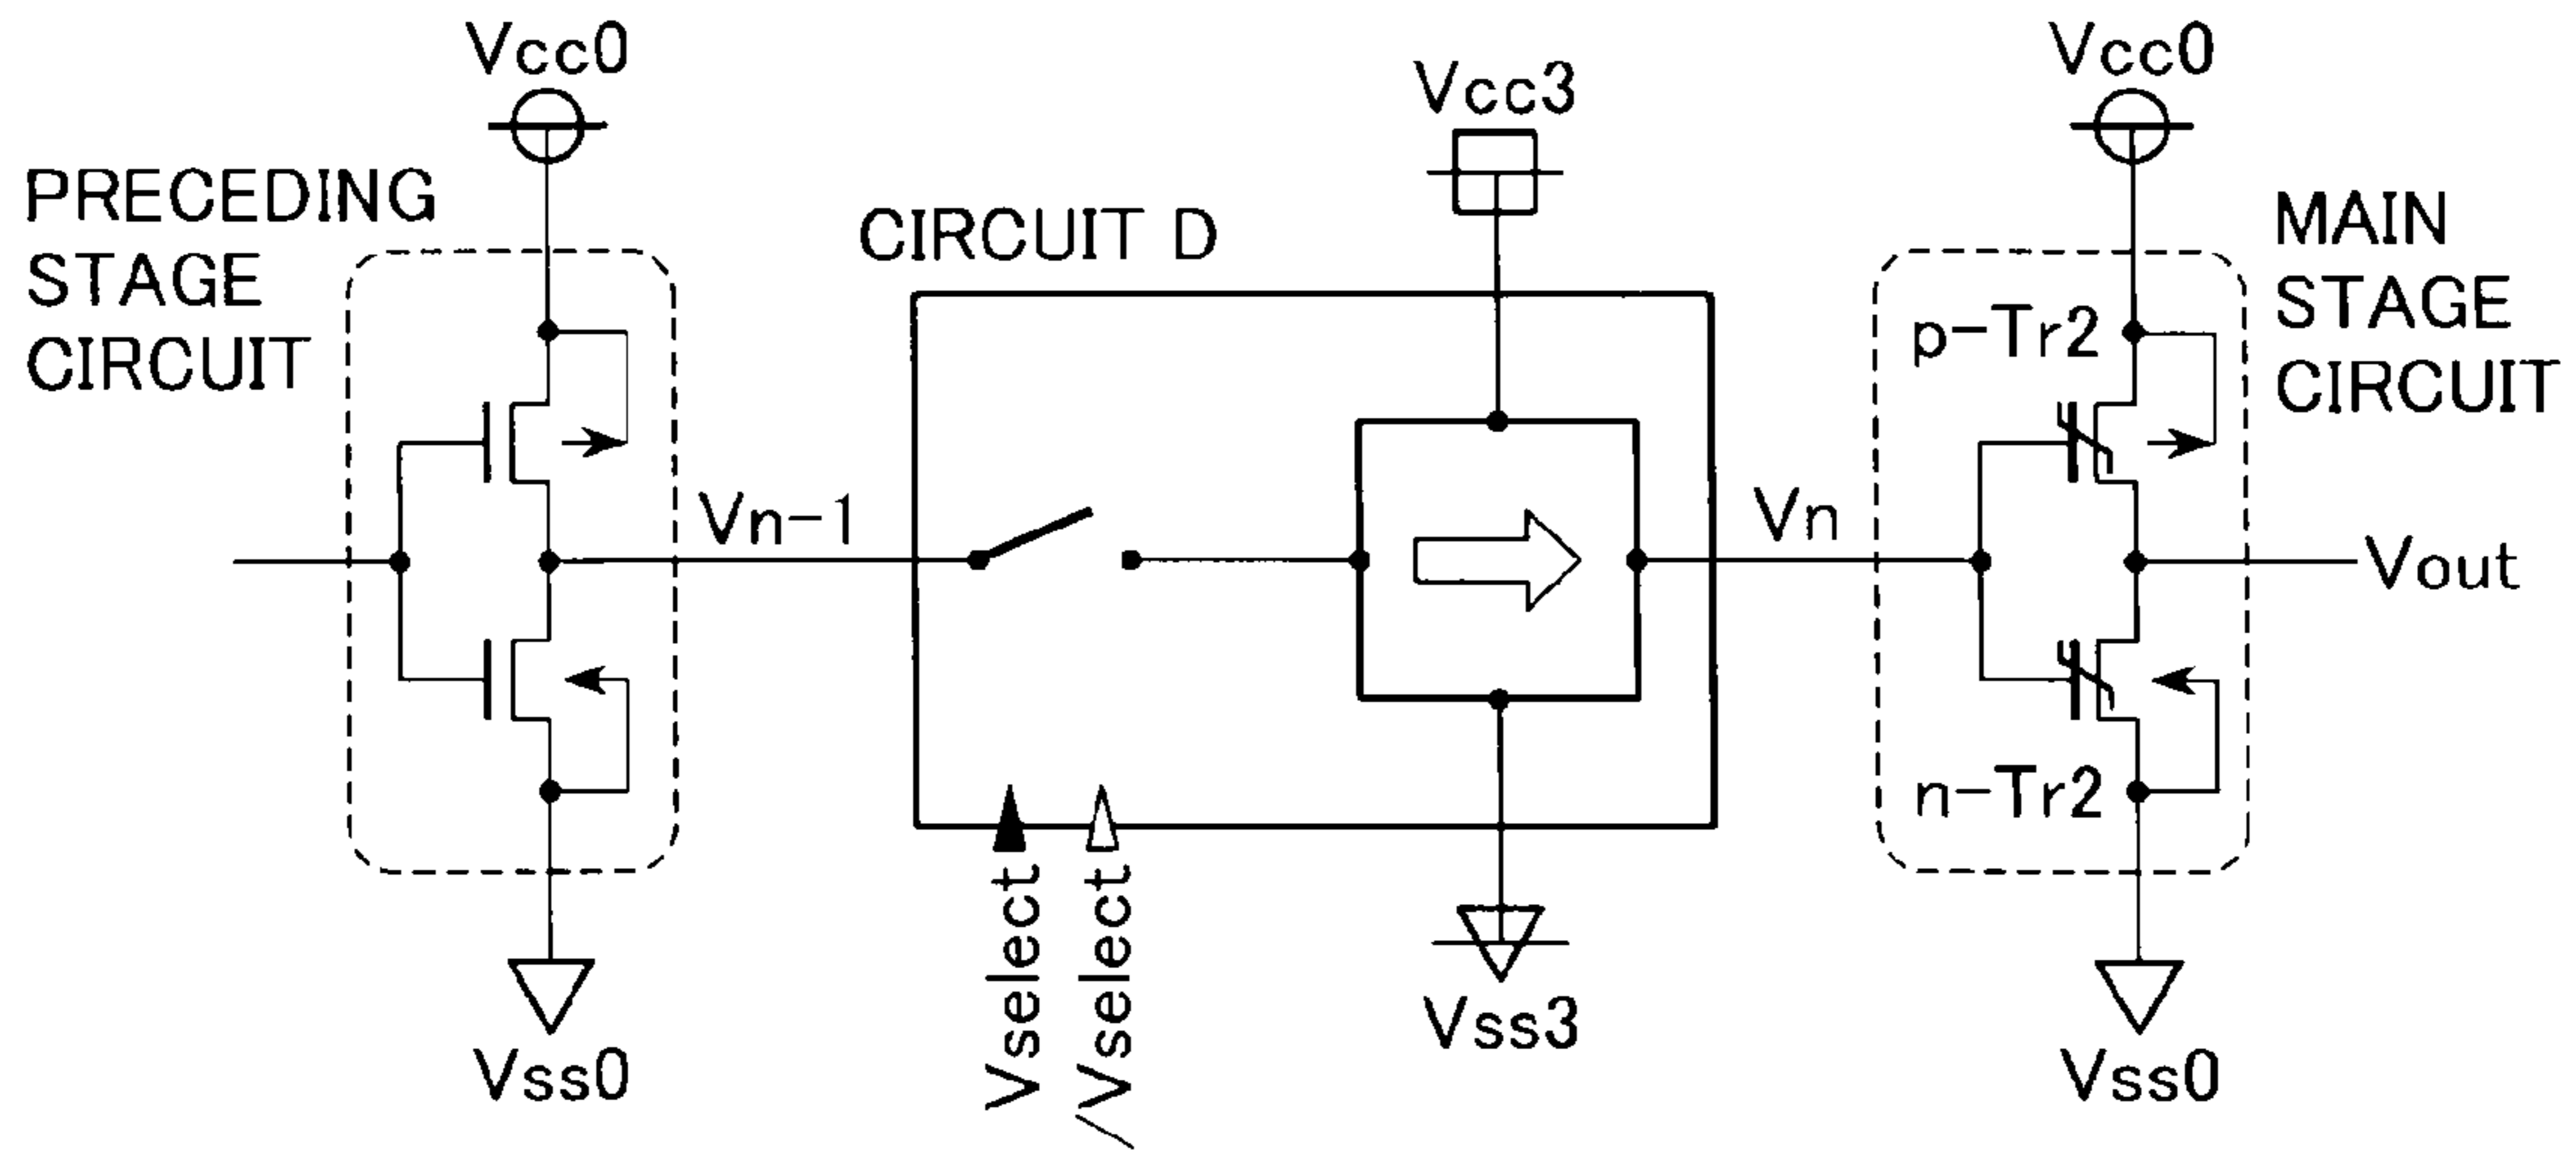 Vcc0
PRECEDING
STAGE
CIRCUIT
Vss0
Vn-1
CIRCUIT D
Vcc3
Vselect
/Vselect
Vss3
Vn
Vcc0
MAIN
STAGE
CIRCUIT
p-Tr2
Vout
n-Tr2
Vss0